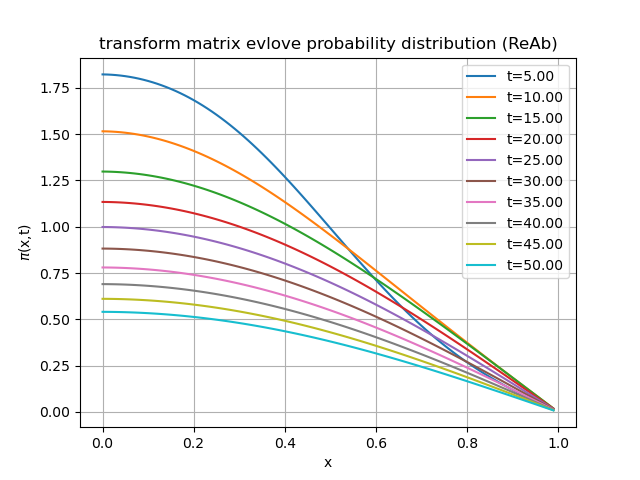 transform matrix evlove probability distribution (ReAb)
π(x,t)
1.75
1.50
1.25
1.00
0.75
0.50
0.25
0.00
0.0 0.2 0.4 0.6 0.8 1.0
x
t=5.00
t=10.00
t=15.00
t=20.00
t=25.00
t=30.00
t=35.00
t=40.00
t=45.00
t=50.00